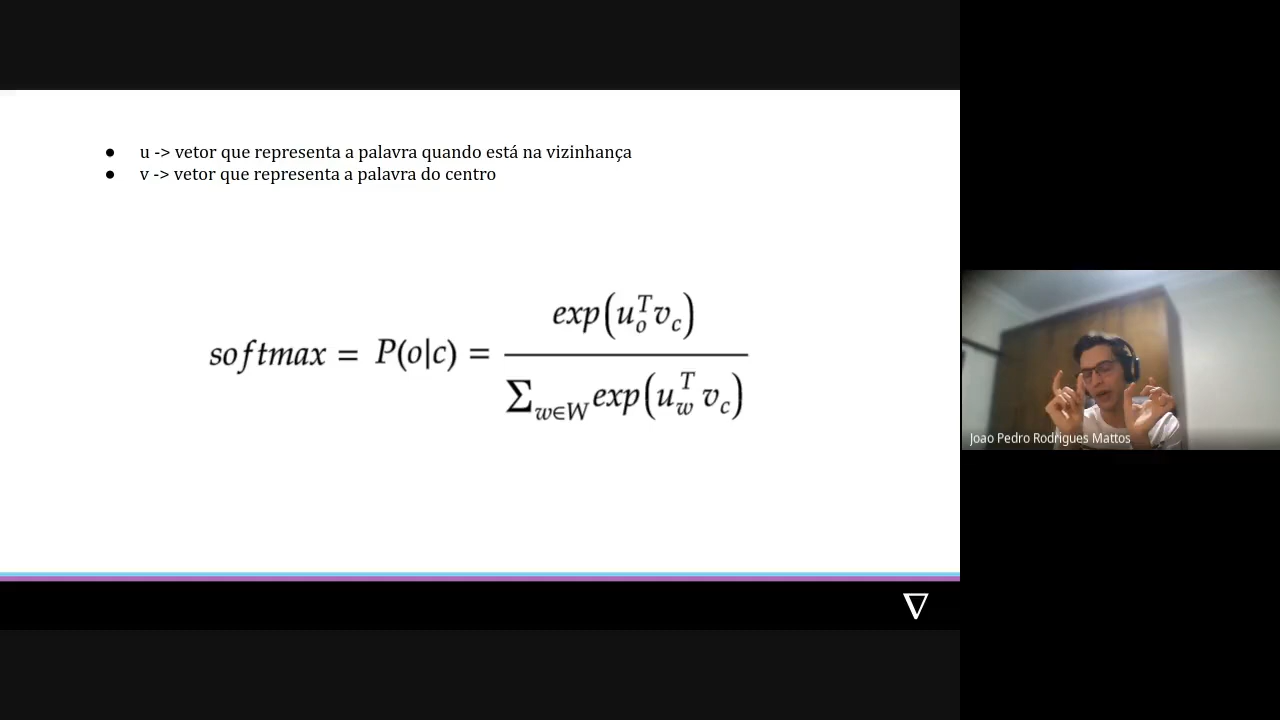 ● u -> vetor que representa a palavra quando está na vizinhança
● v -> vetor que representa a palavra do centro
softmax = P(o|c) = exp(u_o^T v_c) / ∑_{w∈W} exp(u_w^T v_c)
Joao Pedro Rodrigues Mattos
∇